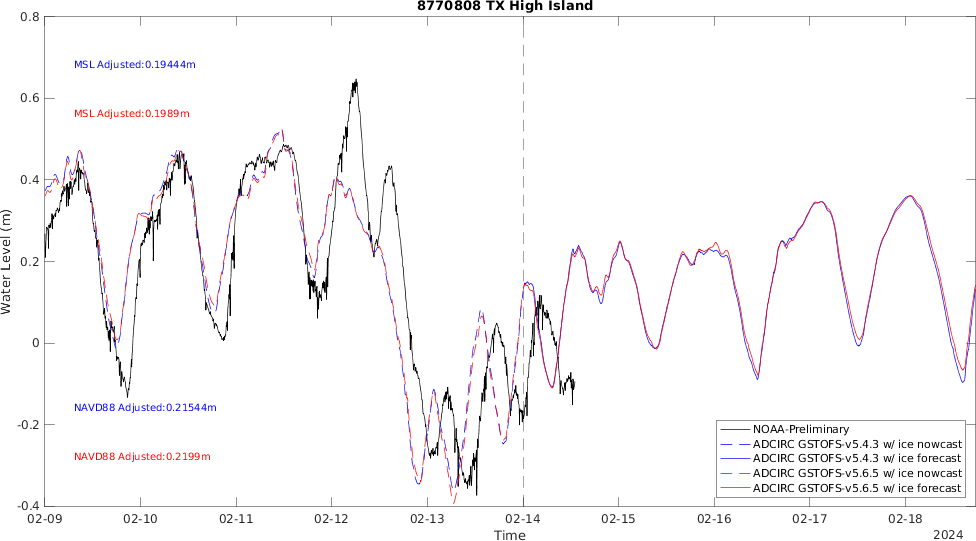 8770808 TX High Island
0.8
0.6
0.4
0.2
0
-0.2
-0.4
Water Level (m)
MSL Adjusted:0.19444m
MSL Adjusted:0.1989m
NAVD88 Adjusted:0.21544m
NAVD88 Adjusted:0.2199m
NOAA-Preliminary
ADCIRC GSTOFS-v5.4.3 w/ ice nowcast
ADCIRC GSTOFS-v5.4.3 w/ ice forecast
ADCIRC GSTOFS-v5.6.5 w/ ice nowcast
ADCIRC GSTOFS-v5.6.5 w/ ice forecast
02-09 02-10 02-11 02-12 02-13 02-14 02-15 02-16 02-17 02-18
Time
2024